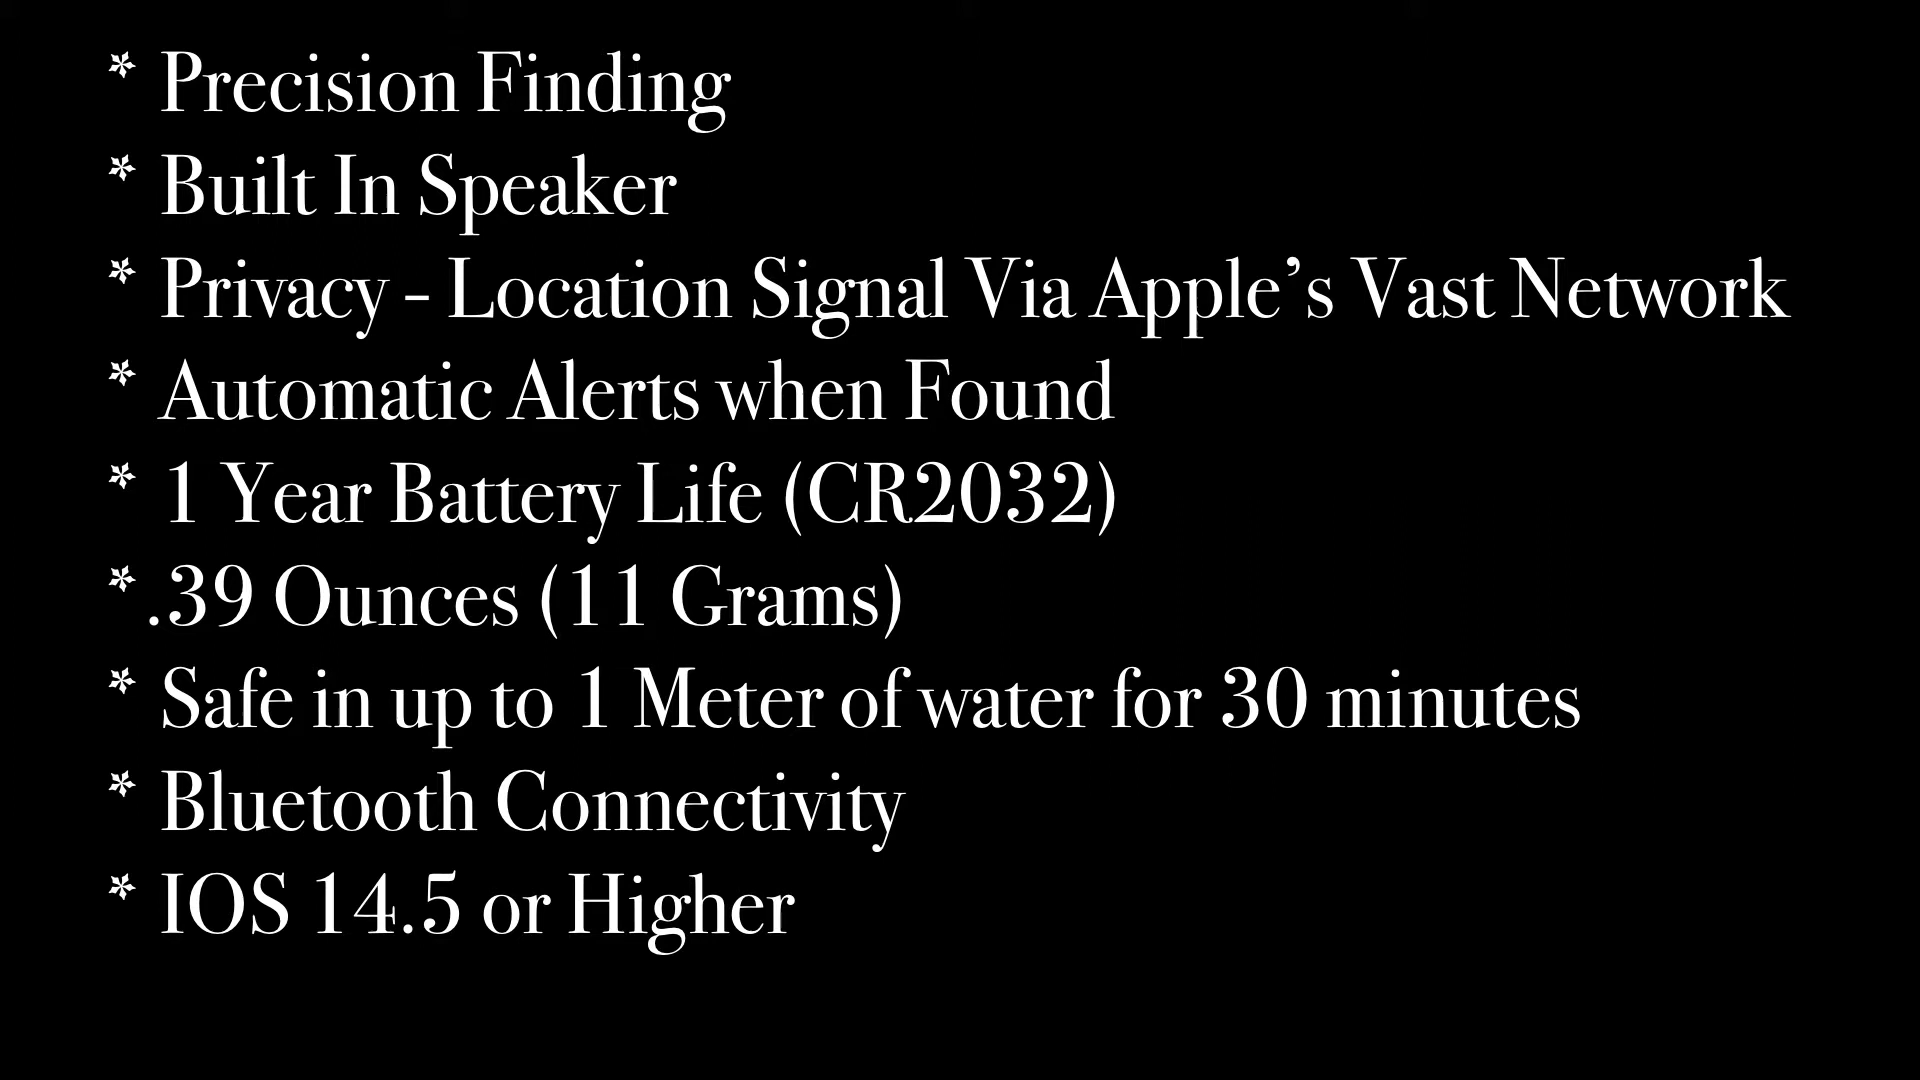 * Precision Finding
* Built In Speaker
* Privacy - Location Signal Via Apple’s Vast Network
* Automatic Alerts when Found
* 1 Year Battery Life (CR2032)
* .39 Ounces (11 Grams)
* Safe in up to 1 Meter of water for 30 minutes
* Bluetooth Connectivity
* IOS 14.5 or Higher